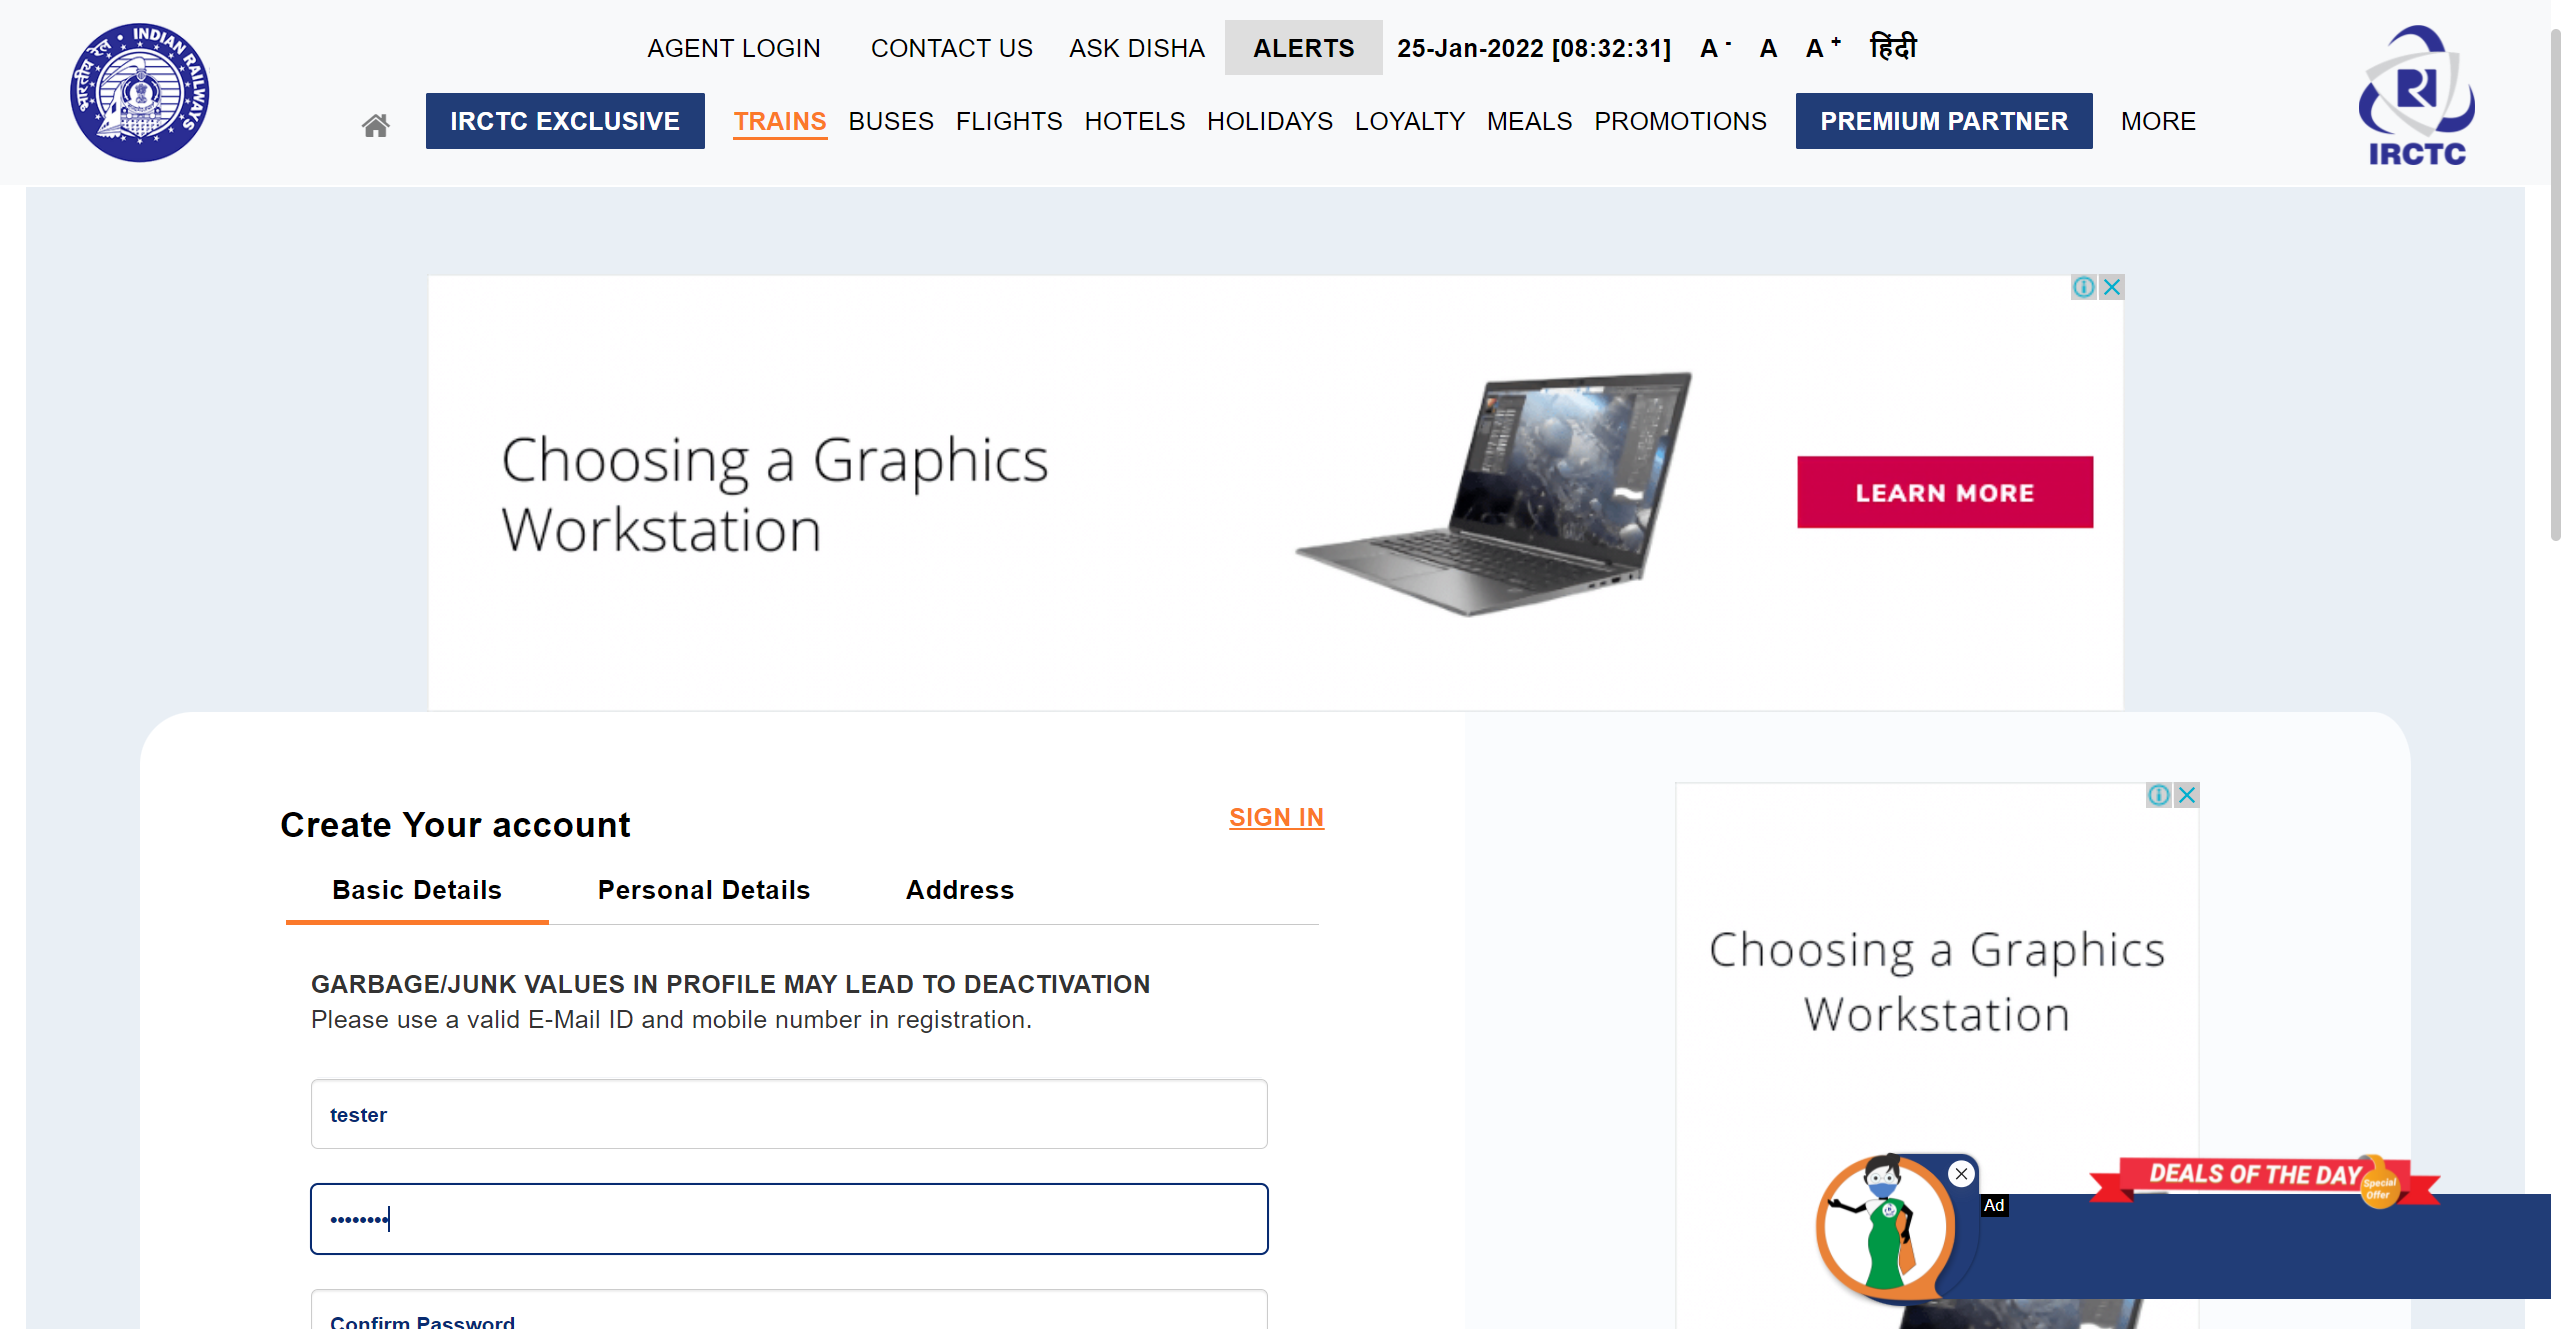 भारतीय रेल • INDIAN RAILWAYS
AGENT LOGIN CONTACT US ASK DISHA ALERTS 25-Jan-2022 [08:32:31] A - A A + हिंदी
IRCTC EXCLUSIVE TRAINS BUSES FLIGHTS HOTELS HOLIDAYS LOYALTY MEALS PROMOTIONS PREMIUM PARTNER MORE
IRCTC
Choosing a Graphics
Workstation
LEARN MORE
Create Your account
SIGN IN
Basic Details Personal Details Address
GARBAGE/JUNK VALUES IN PROFILE MAY LEAD TO DEACTIVATION
Please use a valid E-Mail ID and mobile number in registration.
tester
••••••••
Confirm Password
Choosing a Graphics
Workstation
DEALS OF THE DAY
Special
Offer
Ad